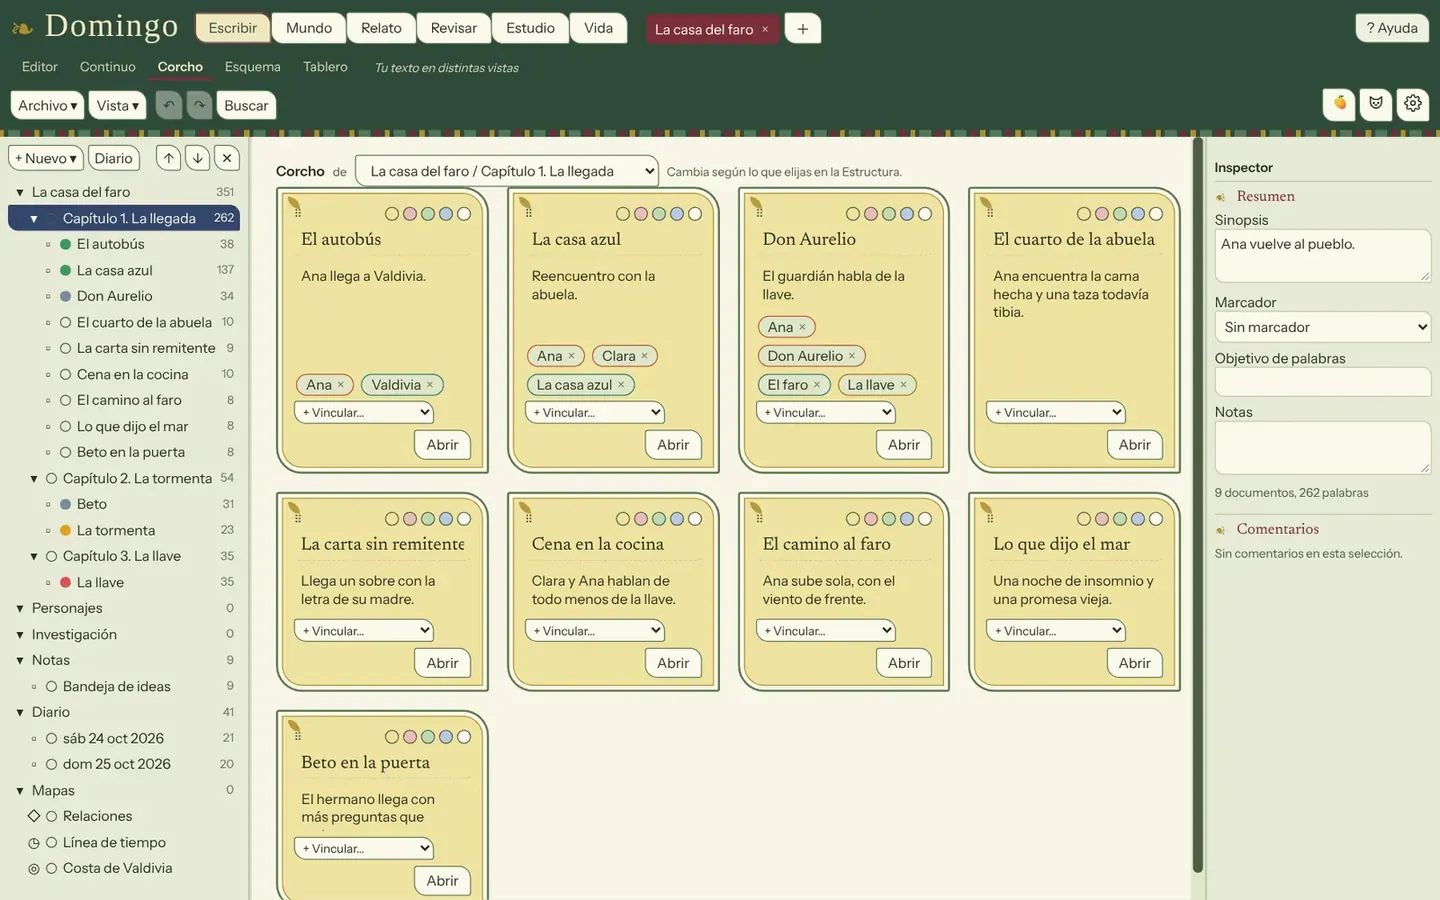 Domingo
Escribir Mundo Relato Revisar Estudio Vida La casa del faro × + ? Ayuda
Editor Continuo Corcho Esquema Tablero Tu texto en distintas vistas
Archivo ▾ Vista ▾ ↶ ↷ Buscar
+ Nuevo ▾ Diario ↑ ↓ ✕
▼ La casa del faro 351
▼ Capítulo 1. La llegada 262
El autobús 38
La casa azul 137
Don Aurelio 34
El cuarto de la abuela 10
La carta sin remitente 9
Cena en la cocina 10
El camino al faro 8
Lo que dijo el mar 8
Beto en la puerta 8
▼ Capítulo 2. La tormenta 54
Beto 31
La tormenta 23
▼ Capítulo 3. La llave 35
La llave 35
▼ Personajes 0
▼ Investigación 0
▼ Notas 9
Bandeja de ideas 9
▼ Diario 41
sáb 24 oct 2026 21
dom 25 oct 2026 20
▼ Mapas 0
Relaciones
Línea de tiempo
Costa de Valdivia
Corcho de La casa del faro / Capítulo 1. La llegada Cambia según lo que elijas en la Estructura.
El autobús
Ana llega a Valdivia.
Ana × Valdivia ×
+ Vincular...
Abrir
La casa azul
Reencuentro con la
abuela.
Ana × Clara ×
La casa azul ×
+ Vincular...
Abrir
Don Aurelio
El guardián habla de la
llave.
Ana ×
Don Aurelio ×
El faro × La llave ×
+ Vincular...
Abrir
El cuarto de la abuela
Ana encuentra la cama
hecha y una taza todavía
tibia.
+ Vincular...
Abrir
La carta sin remitente
Llega un sobre con la
letra de su madre.
+ Vincular...
Abrir
Cena en la cocina
Clara y Ana hablan de
todo menos de la llave.
+ Vincular...
Abrir
El camino al faro
Ana sube sola, con el
viento de frente.
+ Vincular...
Abrir
Lo que dijo el mar
Una noche de insomnio y
una promesa vieja.
+ Vincular...
Abrir
Beto en la puerta
El hermano llega con
más preguntas que
+ Vincular...
Abrir
Inspector
Resumen
Sinopsis
Ana vuelve al pueblo.
Marcador
Sin marcador
Objetivo de palabras
Notas
9 documentos, 262 palabras
Comentarios
Sin comentarios en esta selección.